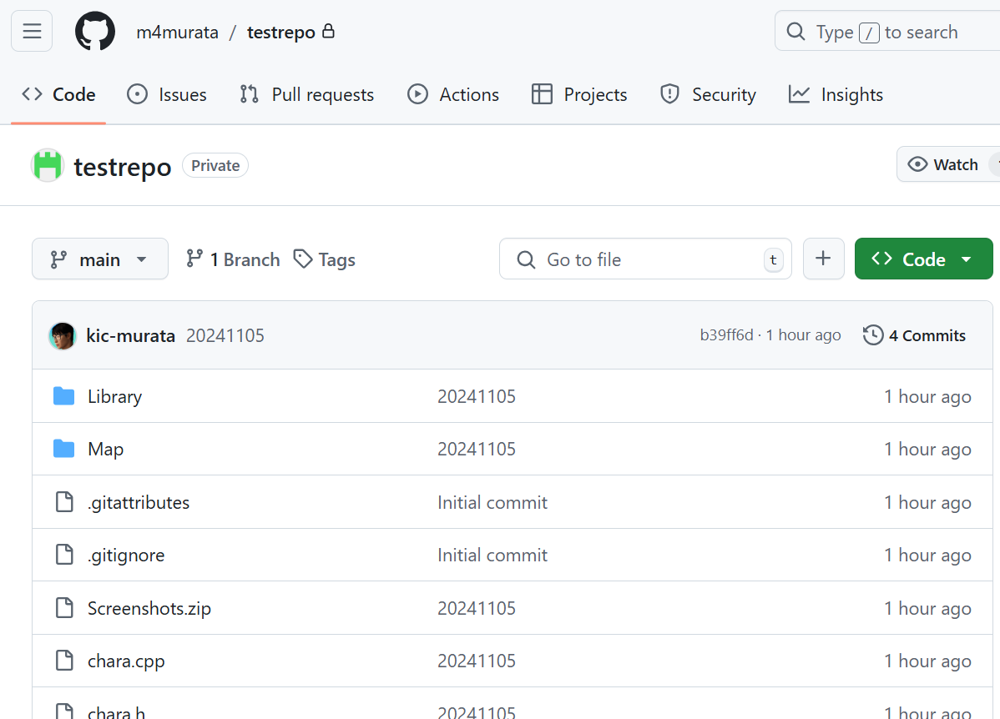 m4murata / testrepo
Type / to search
Code Issues Pull requests Actions Projects Security Insights
testrepo Private
Watch
main 1 Branch Tags
Go to file t
Code
kic-murata 20241105 b39ff6d · 1 hour ago 4 Commits
Library 20241105 1 hour ago
Map 20241105 1 hour ago
.gitattributes Initial commit 1 hour ago
.gitignore Initial commit 1 hour ago
Screenshots.zip 20241105 1 hour ago
chara.cpp 20241105 1 hour ago
chara.h 20241105 1 hour ago